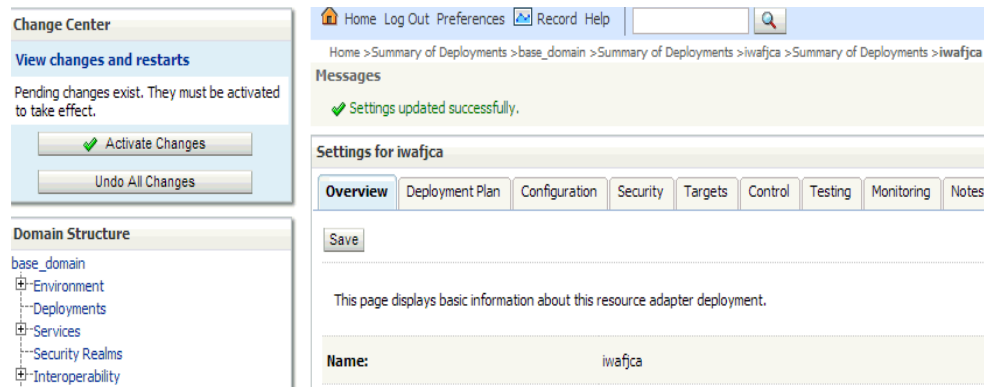 Change Center
View changes and restarts
Pending changes exist. They must be activated
to take effect.
Activate Changes
Undo All Changes
Domain Structure
base_domain
Environment
Deployments
Services
Security Realms
Interoperability
Home Log Out Preferences Record Help
Home >Summary of Deployments >base_domain >Summary of Deployments >iwafjca >Summary of Deployments >iwafjca
Messages
Settings updated successfully.
Settings for iwafjca
Overview Deployment Plan Configuration Security Targets Control Testing Monitoring Notes
Save
This page displays basic information about this resource adapter deployment.
Name: iwafjca